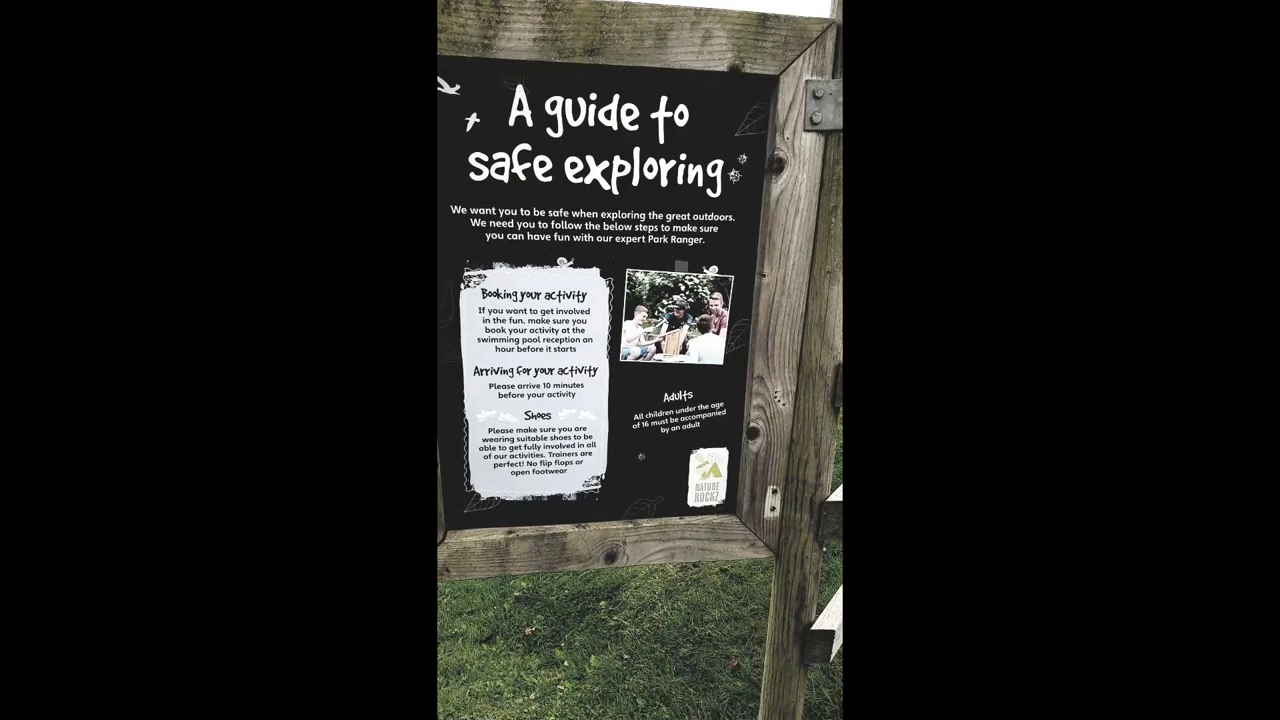 A guide to
safe exploring
We want you to be safe when exploring the great outdoors.
We need you to follow the below steps to make sure
you can have fun with our expert Park Ranger.
Booking your activity
If you want to get involved
in the fun, make sure you
book your activity at the
swimming pool reception an
hour before it starts
Arriving for your activity
Please arrive 10 minutes
before your activity
Shoes
Please make sure you are
wearing suitable shoes to be
able to get fully involved in all
of our activities. Trainers are
perfect! No flip flops or
open footwear
Adults
All children under the age
of 16 must be accompanied
by an adult
NATURE
ROCKZ